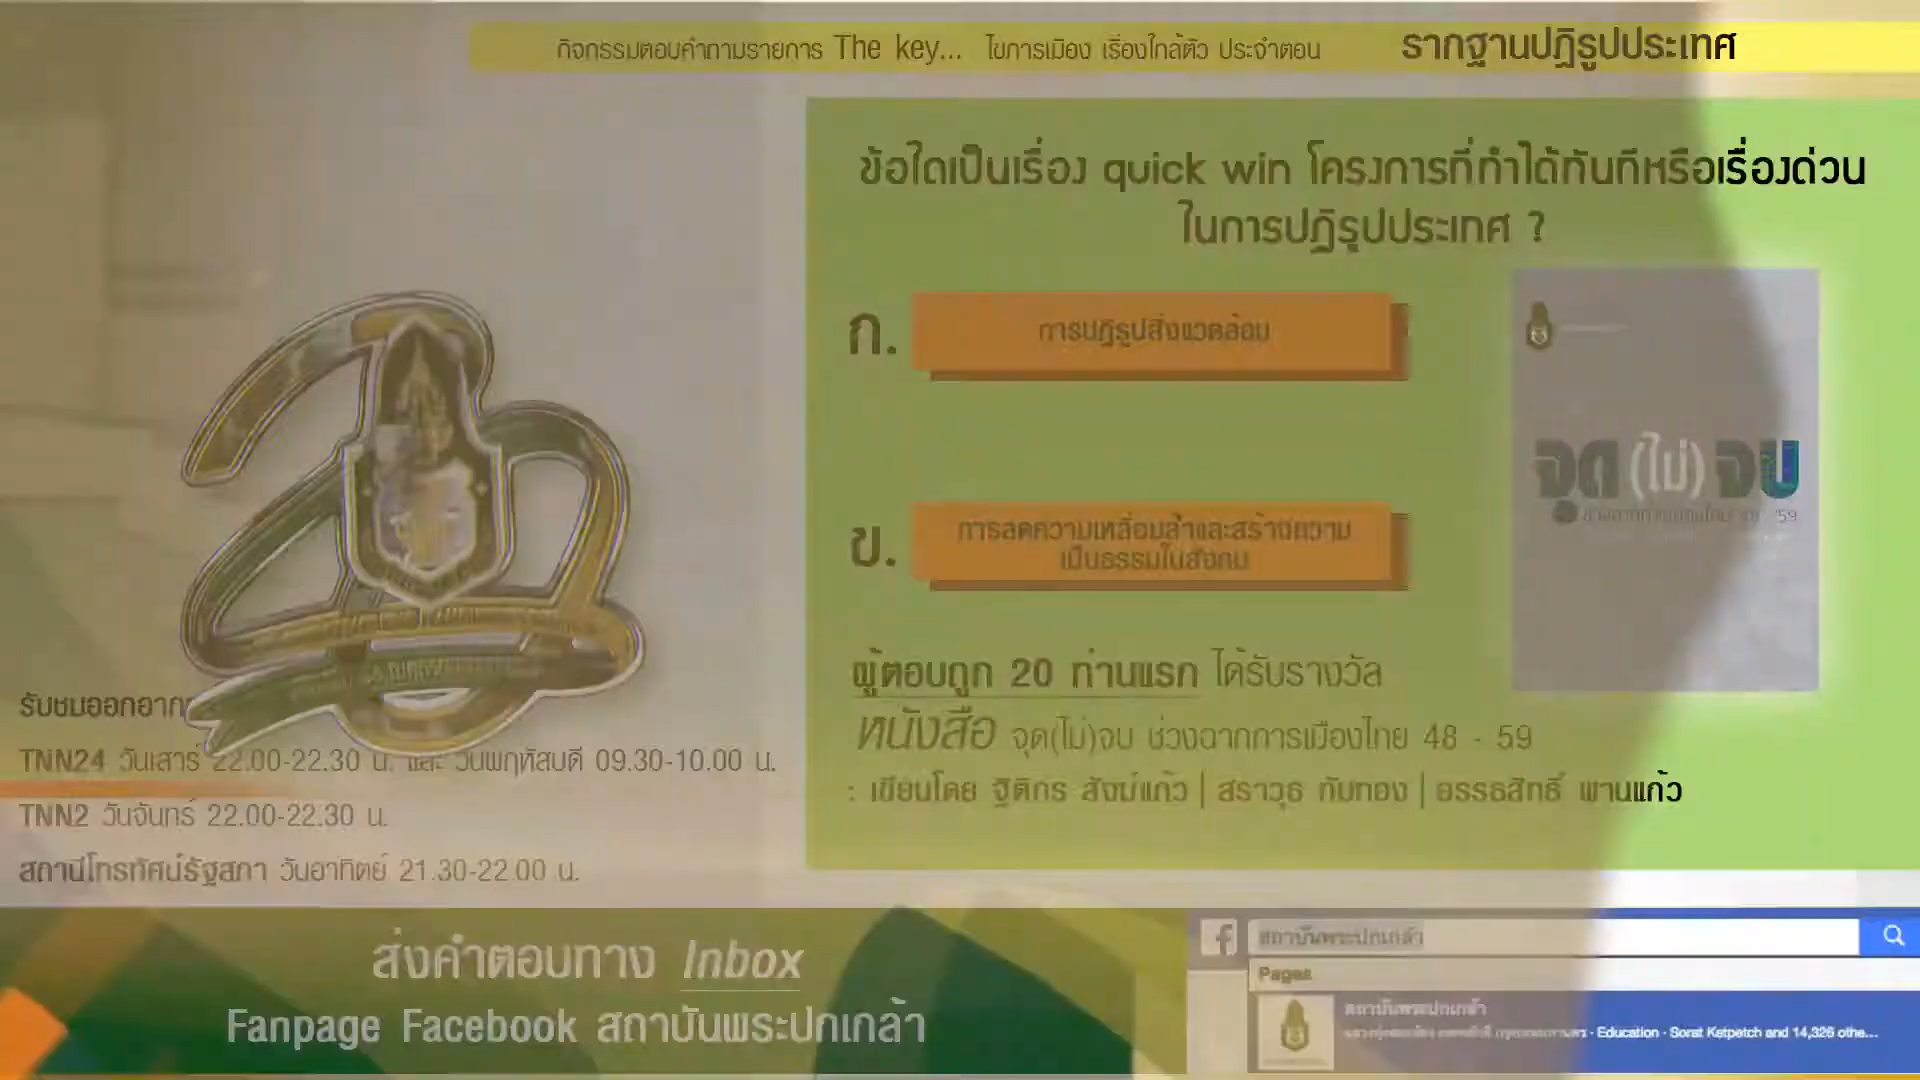 กิจกรรมตอบคำถามรายการ The key... ไขการเมือง เรื่องใกล้ตัว ประจำตอน รากฐานปฏิรูปประเทศ
ข้อใดเป็นเรื่อง quick win โครงการที่ทำได้ทันทีหรือเรื่องด่วน
ในการปฏิรูปประเทศ ?
ก. การปฏิรูปสิ่งแวดล้อม
ข. การลดความเหลื่อมล้ำและสร้างความ
เป็นธรรมในสังคม
จุด(ไม่)จบ
ผู้ตอบถูก 20 ท่านแรก ได้รับรางวัล
หนังสือ จุด(ไม่)จบ ช่วงฉากการเมืองไทย 48 - 59
: เขียนโดย ฐิติกร สังข์แก้ว | สราวุธ ทับทอง | อรรธสิทธิ์ พานแก้ว
รับชมออกอาก
TNN24 วันเสาร์ 22.00-22.30 น. และ วันพฤหัสบดี 09.30-10.00 น.
TNN2 วันจันทร์ 22.00-22.30 น.
สถานีโทรทัศน์รัฐสภา วันอาทิตย์ 21.30-22.00 น.
ส่งคำตอบทาง Inbox
Fanpage Facebook สถาบันพระปกเกล้า
สถาบันพระปกเกล้า
Pages
สถาบันพระปกเกล้า
· Education · Sorat Ketpetch and 14,326 othe...